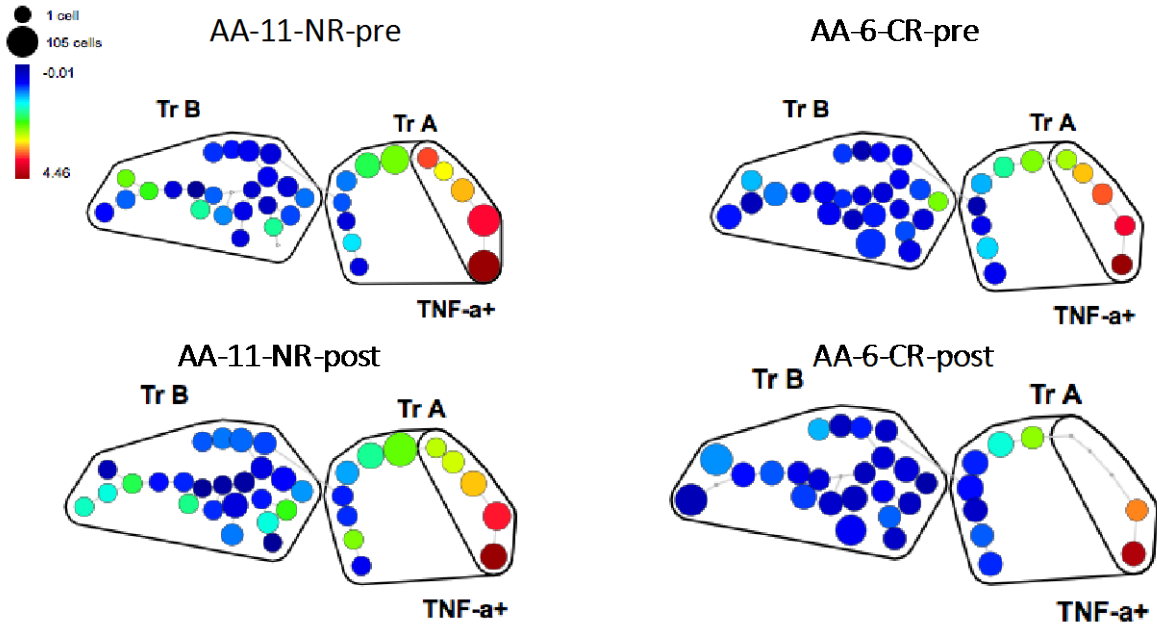 1 cell
105 cells
-0.01
4.46
AA-11-NR-pre
Tr B
Tr A
TNF-a+
AA-6-CR-pre
Tr B
Tr A
TNF-a+
AA-11-NR-post
Tr B
Tr A
TNF-a+
AA-6-CR-post
Tr B
Tr A
TNF-a+